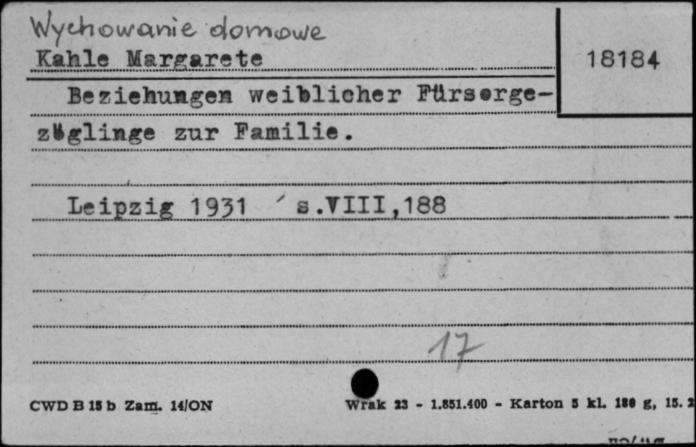 Wychowanie domowe
Kahle Margarete
18184
Beziehungen weiblicher Fürsorge-
zöglinge zur Familie.
Leipzig 1931 s.VIII,188
17
CWD B 15 b Zam. 14/ON
Wrak 23 - 1.851.400 - Karton 5 kl. 180 g, 15. 2